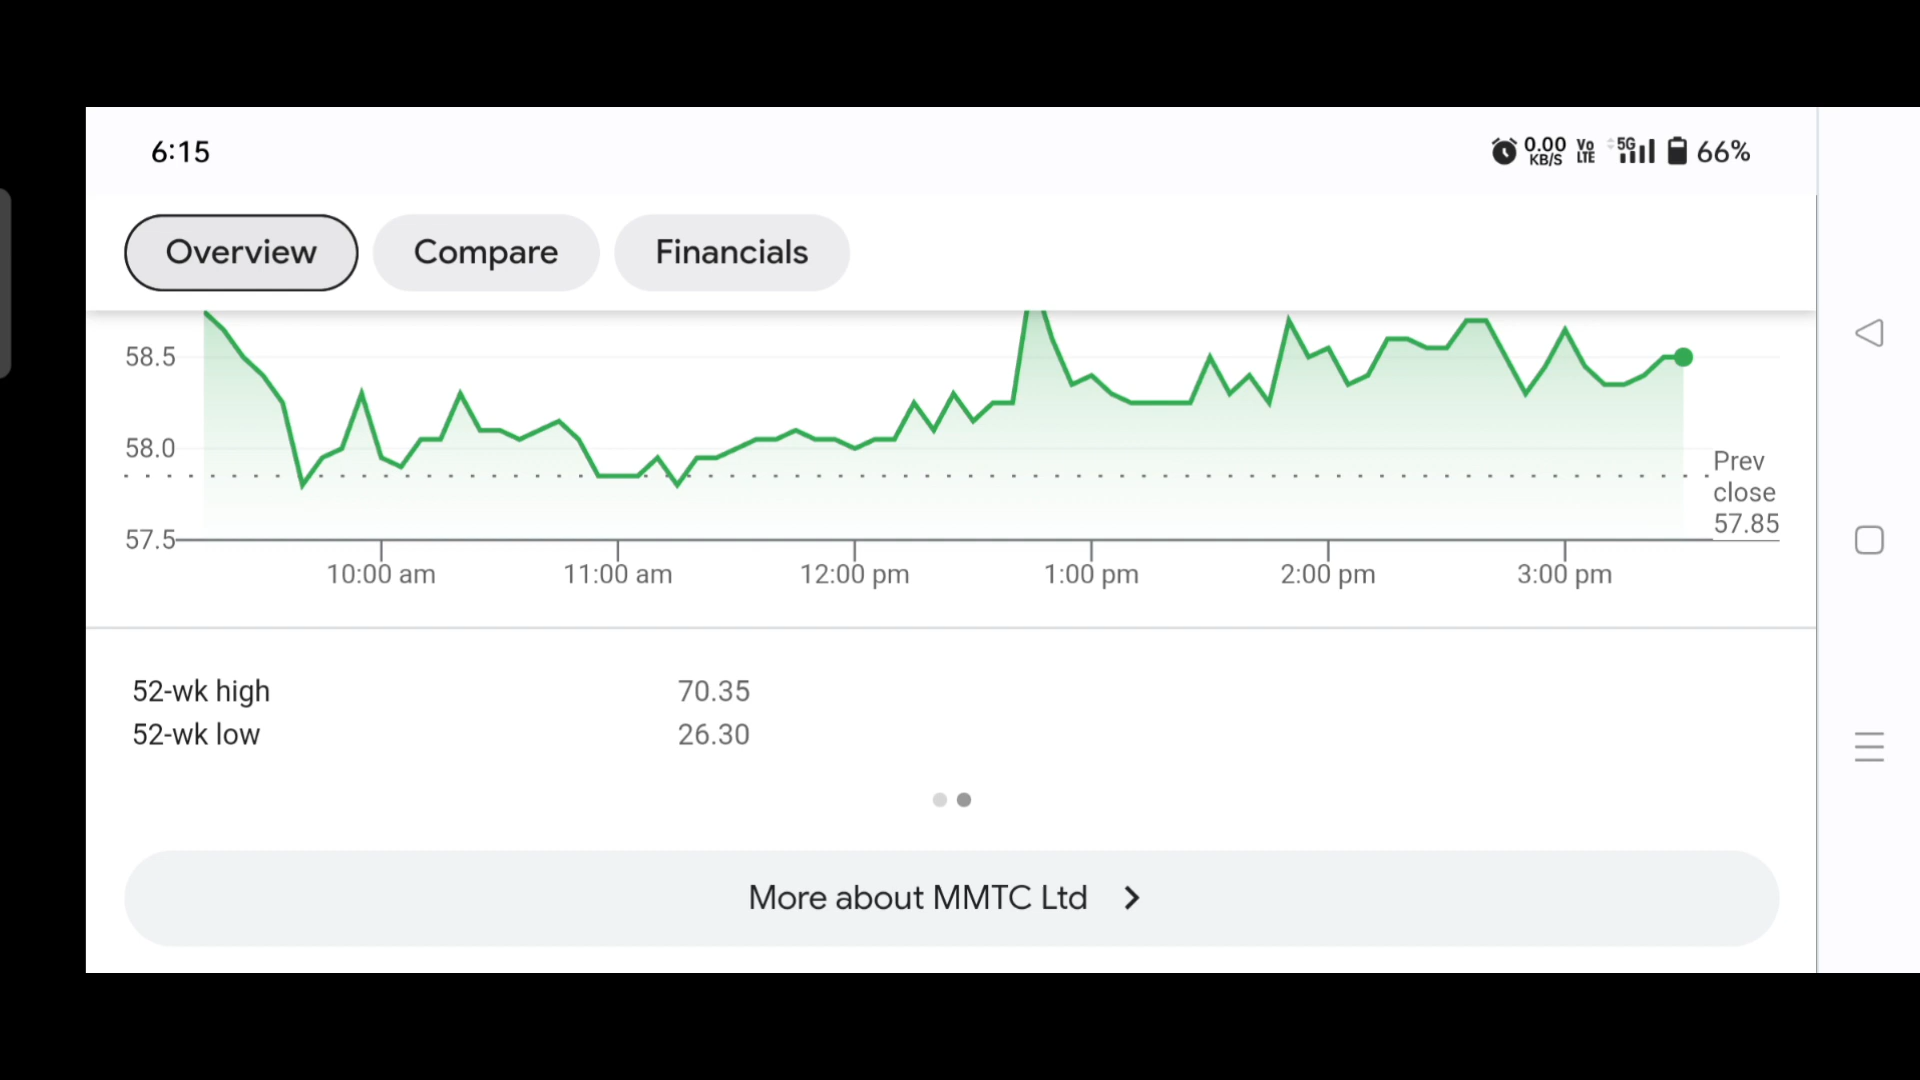 6:15
0.00 KB/S Vo LTE 5G 66%
Overview Compare Financials
58.5
58.0
57.5
Prev
close
57.85
10:00 am 11:00 am 12:00 pm 1:00 pm 2:00 pm 3:00 pm
52-wk high 70.35
52-wk low 26.30
More about MMTC Ltd